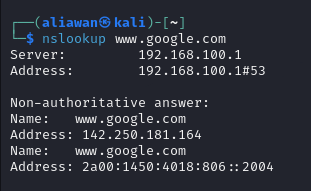 ┌──(aliawan㉿kali)-[~]
└─$ nslookup www.google.com
Server:         192.168.100.1
Address:        192.168.100.1#53

Non-authoritative answer:
Name:   www.google.com
Address: 142.250.181.164
Name:   www.google.com
Address: 2a00:1450:4018:806::2004